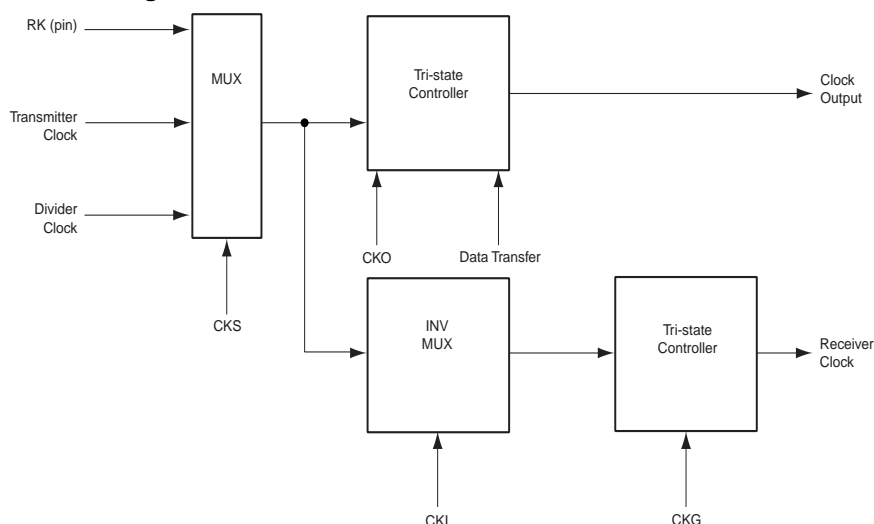 RK (pin)
MUX
Tri-state
Controller
Clock
Output
Transmitter
Clock
Divider
Clock
CKO
Data Transfer
CKS
INV
MUX
Tri-state
Controller
Receiver
Clock
CKG